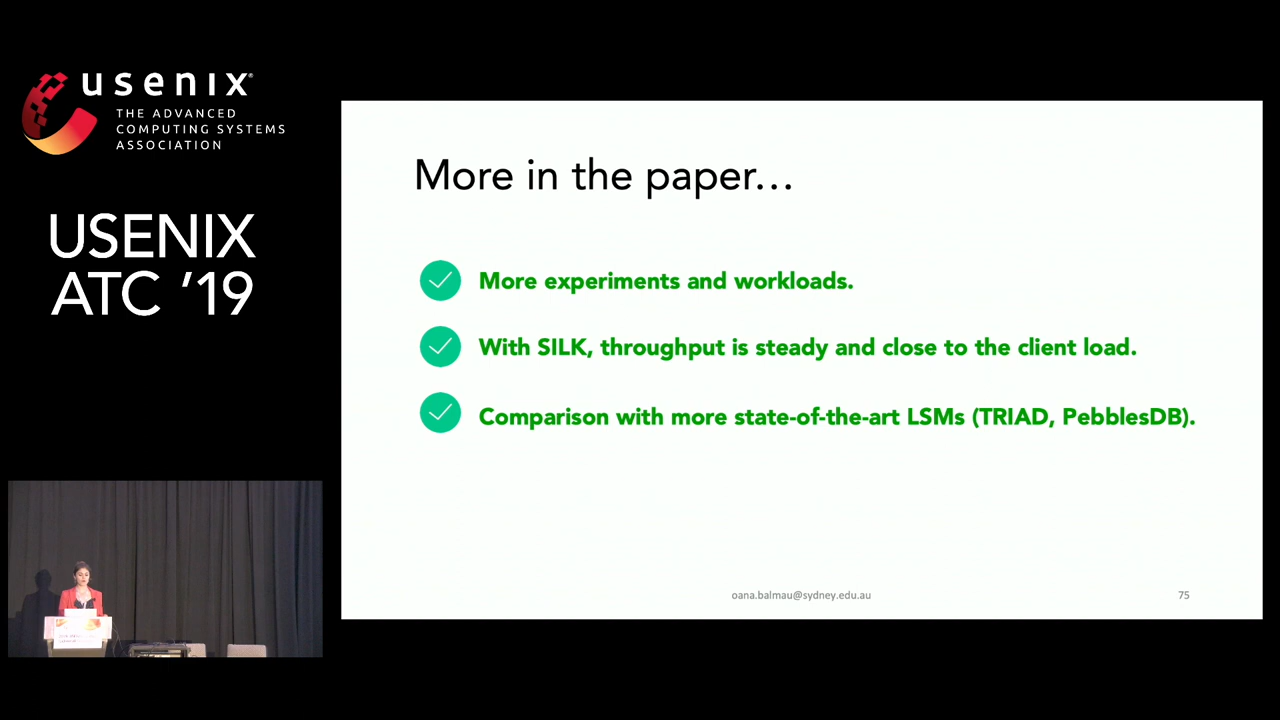 usenix®
THE ADVANCED
COMPUTING SYSTEMS
ASSOCIATION
USENIX
ATC ’19
More in the paper…
More experiments and workloads.
With SILK, throughput is steady and close to the client load.
Comparison with more state-of-the-art LSMs (TRIAD, PebblesDB).
oana.balmau@sydney.edu.au
75